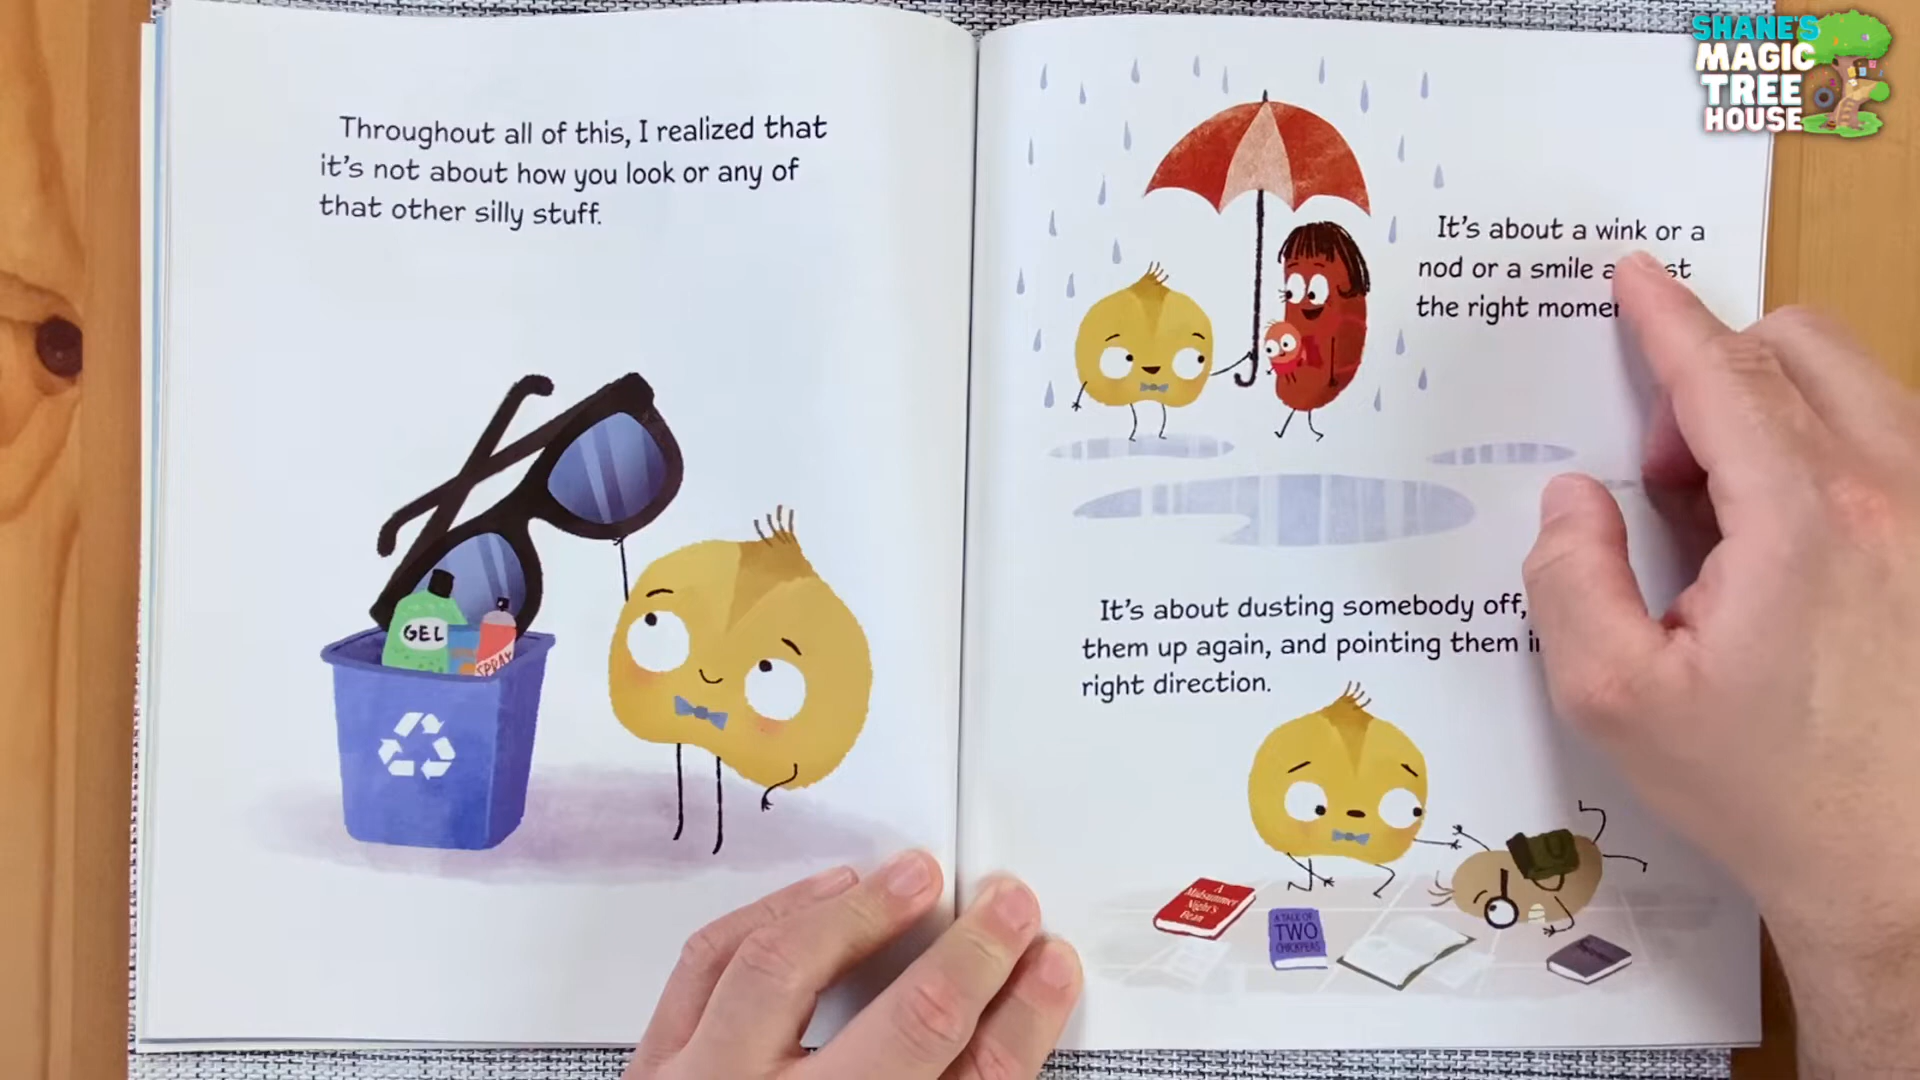 Throughout all of this, I realized that
it's not about how you look or any of
that other silly stuff.
GEL
SPRAY
It's about a wink or a
nod or a smile
the right
It's about dusting somebody off,
them up again, and pointing them
right direction.
A
Midsummer
Night's
Bean
A TALE OF
TWO
CHICKPEAS
SHANE'S
MAGIC
TREE
HOUSE